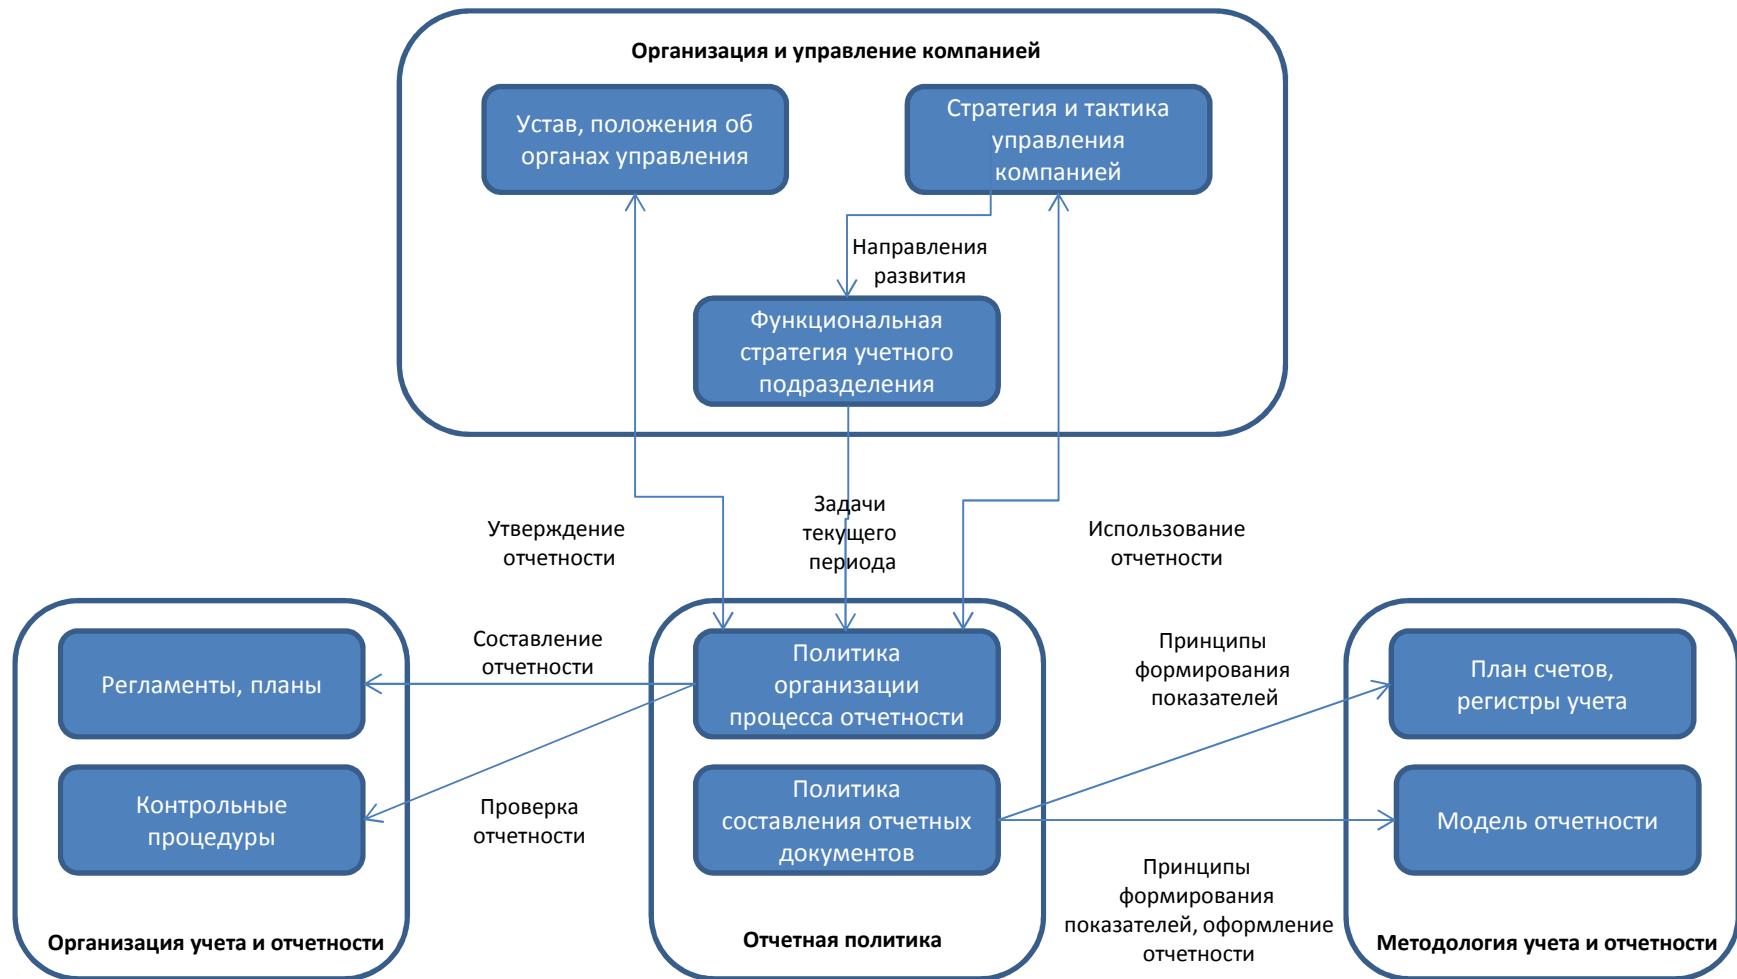 Организация и управление компанией
Устав, положения об
органах управления
Стратегия и тактика
управления
компанией
Направления
развития
Функциональная
стратегия учетного
подразделения
Утверждение
отчетности
Задачи
текущего
периода
Использование
отчетности
Регламенты, планы
Контрольные
процедуры
Организация учета и отчетности
Составление
отчетности
Проверка
отчетности
Политика
организации
процесса отчетности
Политика
составления отчетных
документов
Отчетная политика
Принципы
формирования
показателей
Принципы
формирования
показателей, оформление
отчетности
План счетов,
регистры учета
Модель отчетности
Методология учета и отчетности